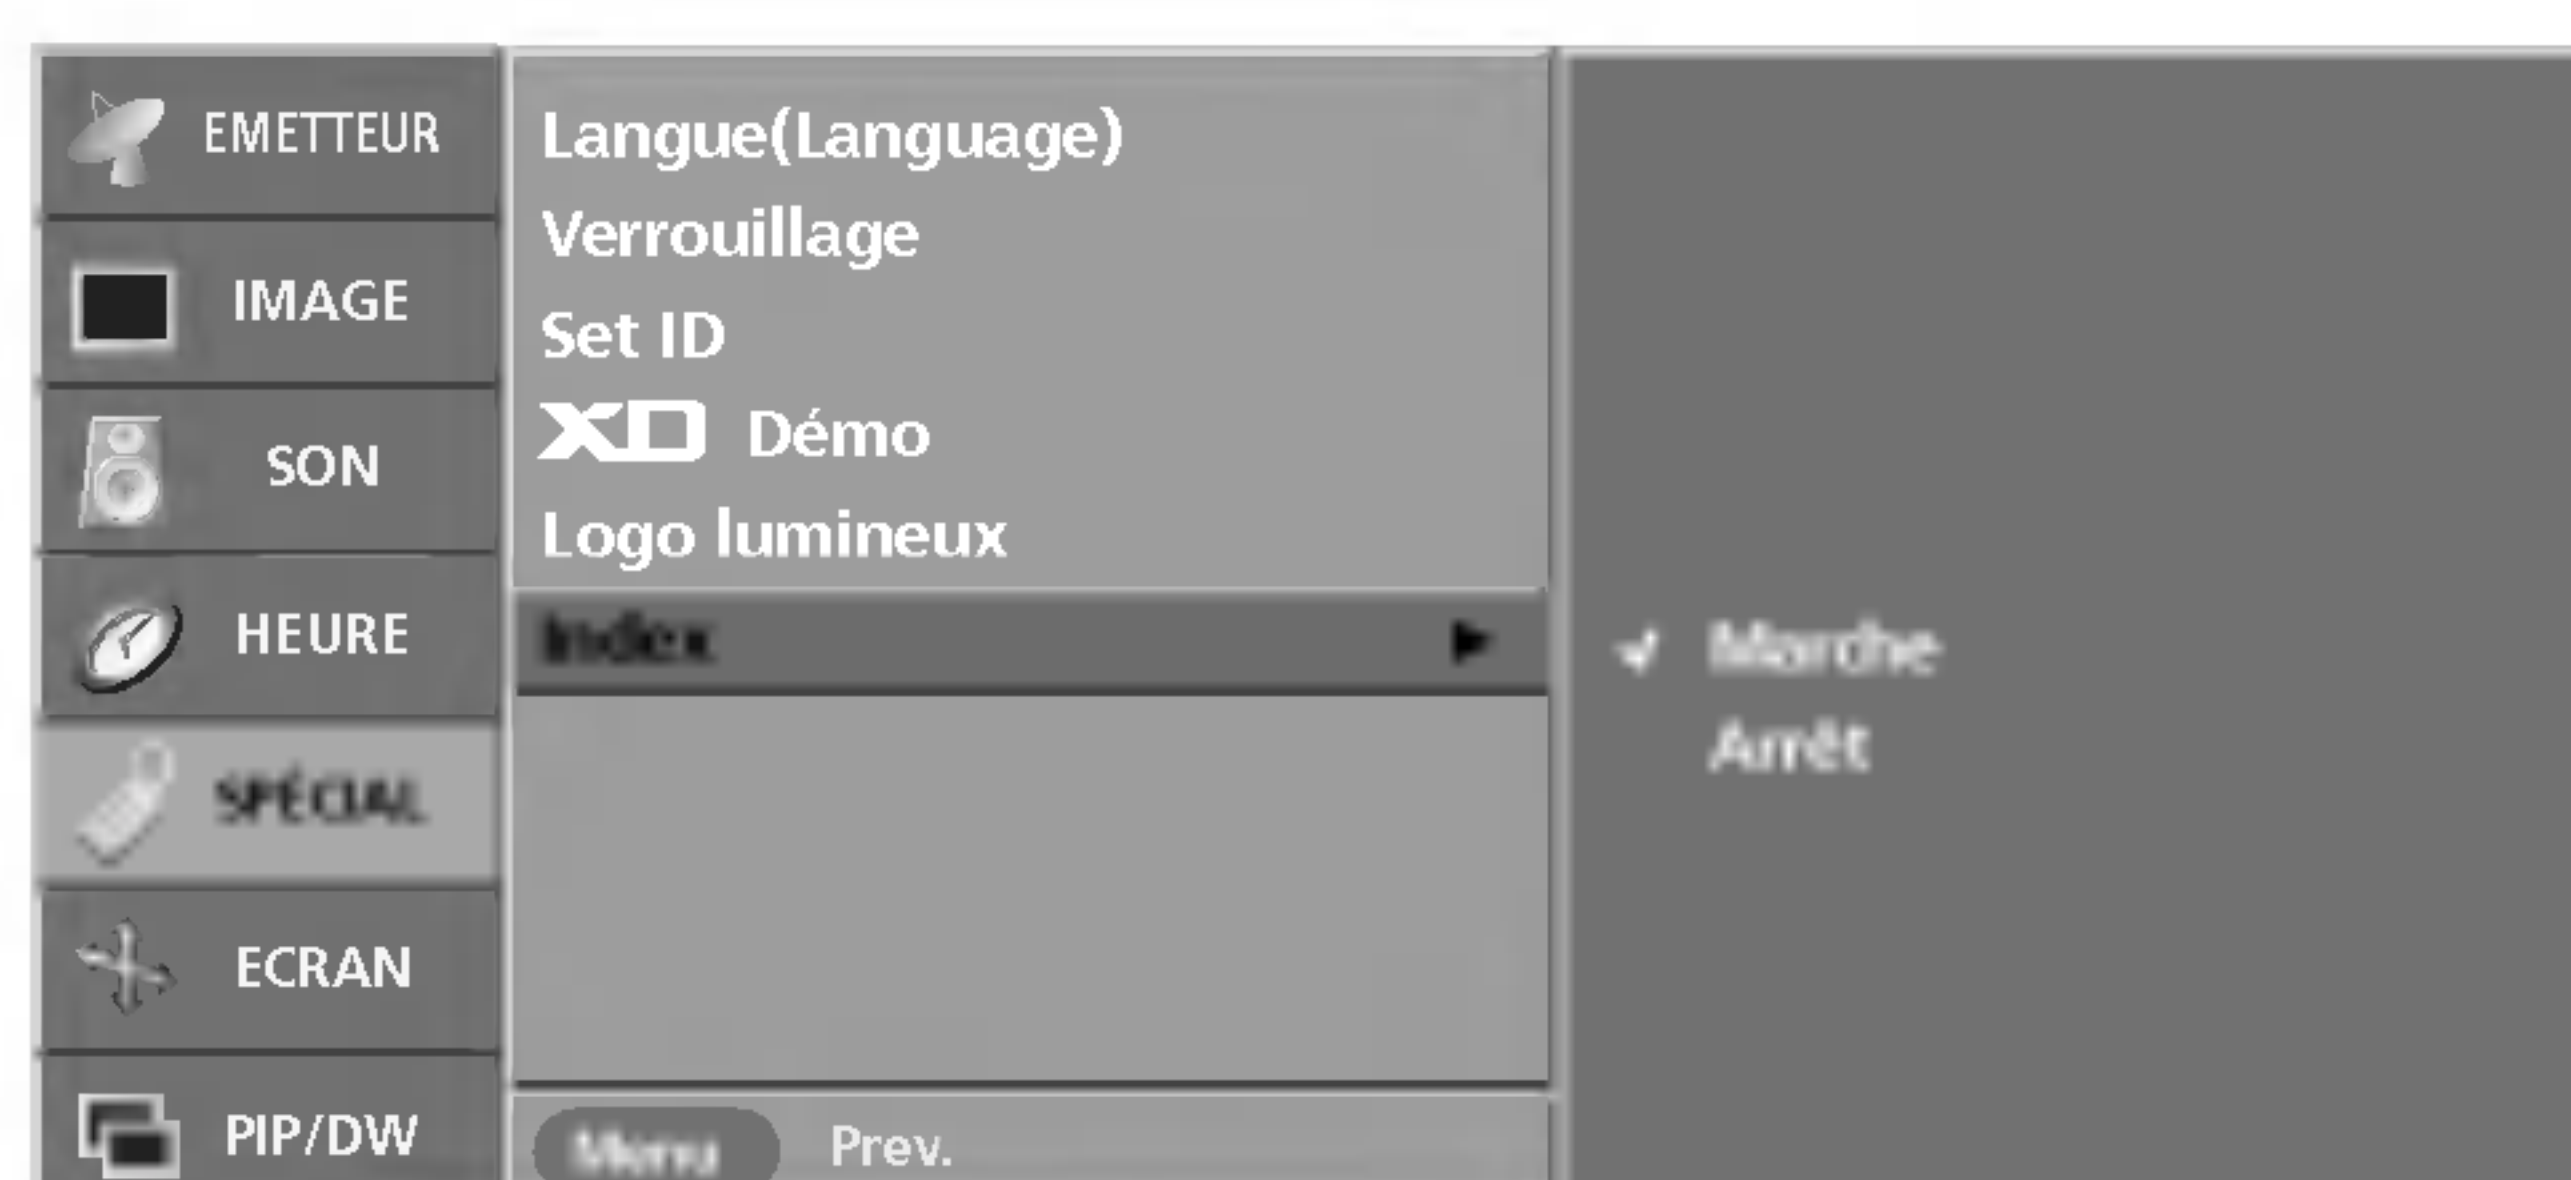 EMETTEUR
IMAGE
SON
HEURE
SPÉCIAL
ECRAN
PIP/DW
Langue(Language)
Verrouillage
Set ID
XD Démo
Logo lumineux
Index ►
Menu Prev.
✓ Marche
Arrêt